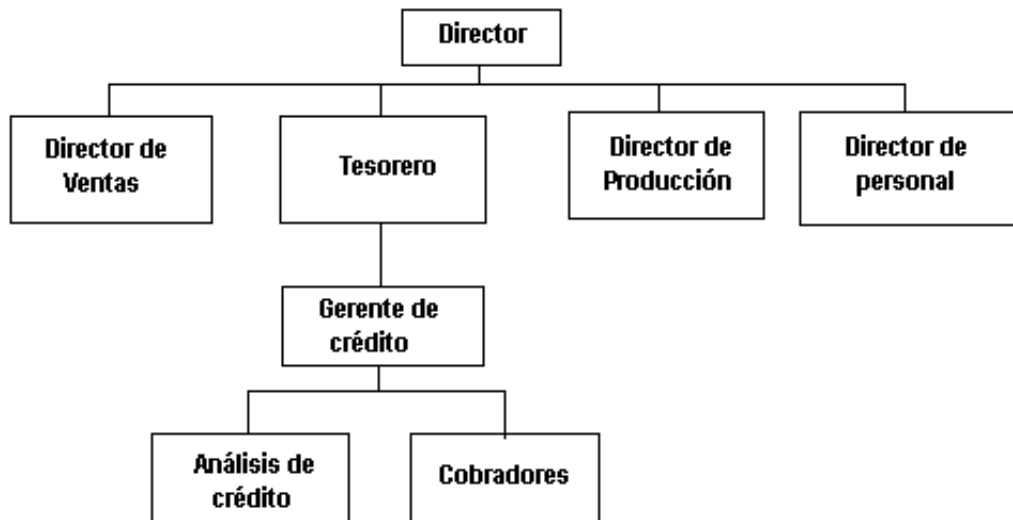 Director
Director de
Ventas
Tesorero
Director de
Producción
Director de
personal
Gerente de
crédito
Análisis de
crédito
Cobradores